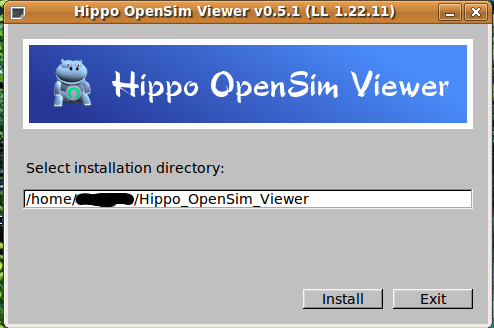 Hippo OpenSim Viewer v0.5.1 (LL 1.22.11)
Hippo OpenSim Viewer
Select installation directory:
/home/ /Hippo_OpenSim_Viewer
Install Exit